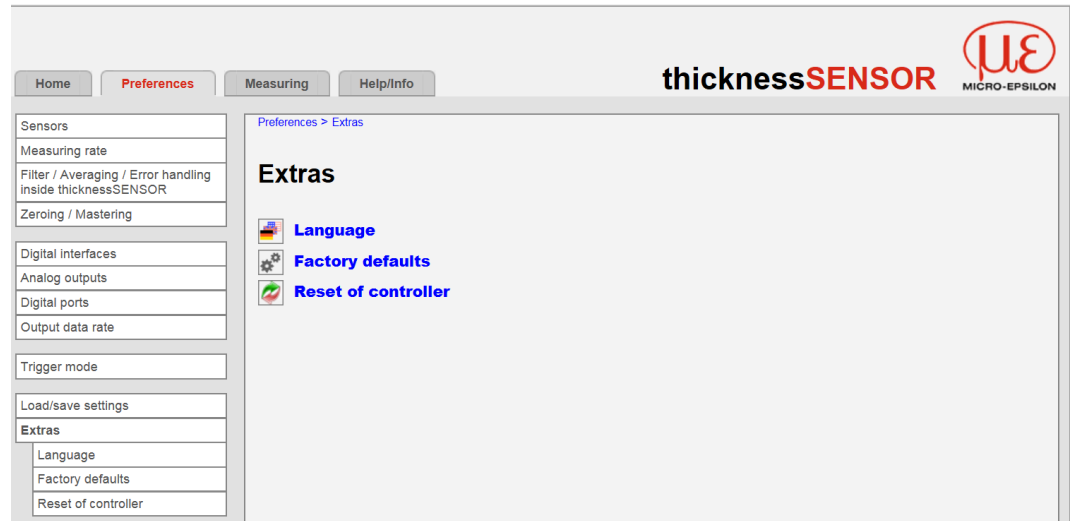 Home
Preferences
Measuring
Help/Info
thicknessSENSOR
με
MICRO-EPSILON
Sensors
Measuring rate
Filter / Averaging / Error handling
inside thicknessSENSOR
Zeroing / Mastering
Digital interfaces
Analog outputs
Digital ports
Output data rate
Trigger mode
Load/save settings
Extras
Language
Factory defaults
Reset of controller
Preferences > Extras
Extras
Language
Factory defaults
Reset of controller